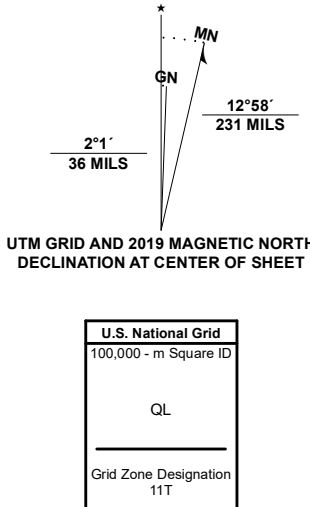 ★
MN
GN
12°58´
231 MILS
2°1´
36 MILS
UTM GRID AND 2019 MAGNETIC NORTH
DECLINATION AT CENTER OF SHEET
U.S. National Grid
100,000 - m Square ID
QL
Grid Zone Designation
11T